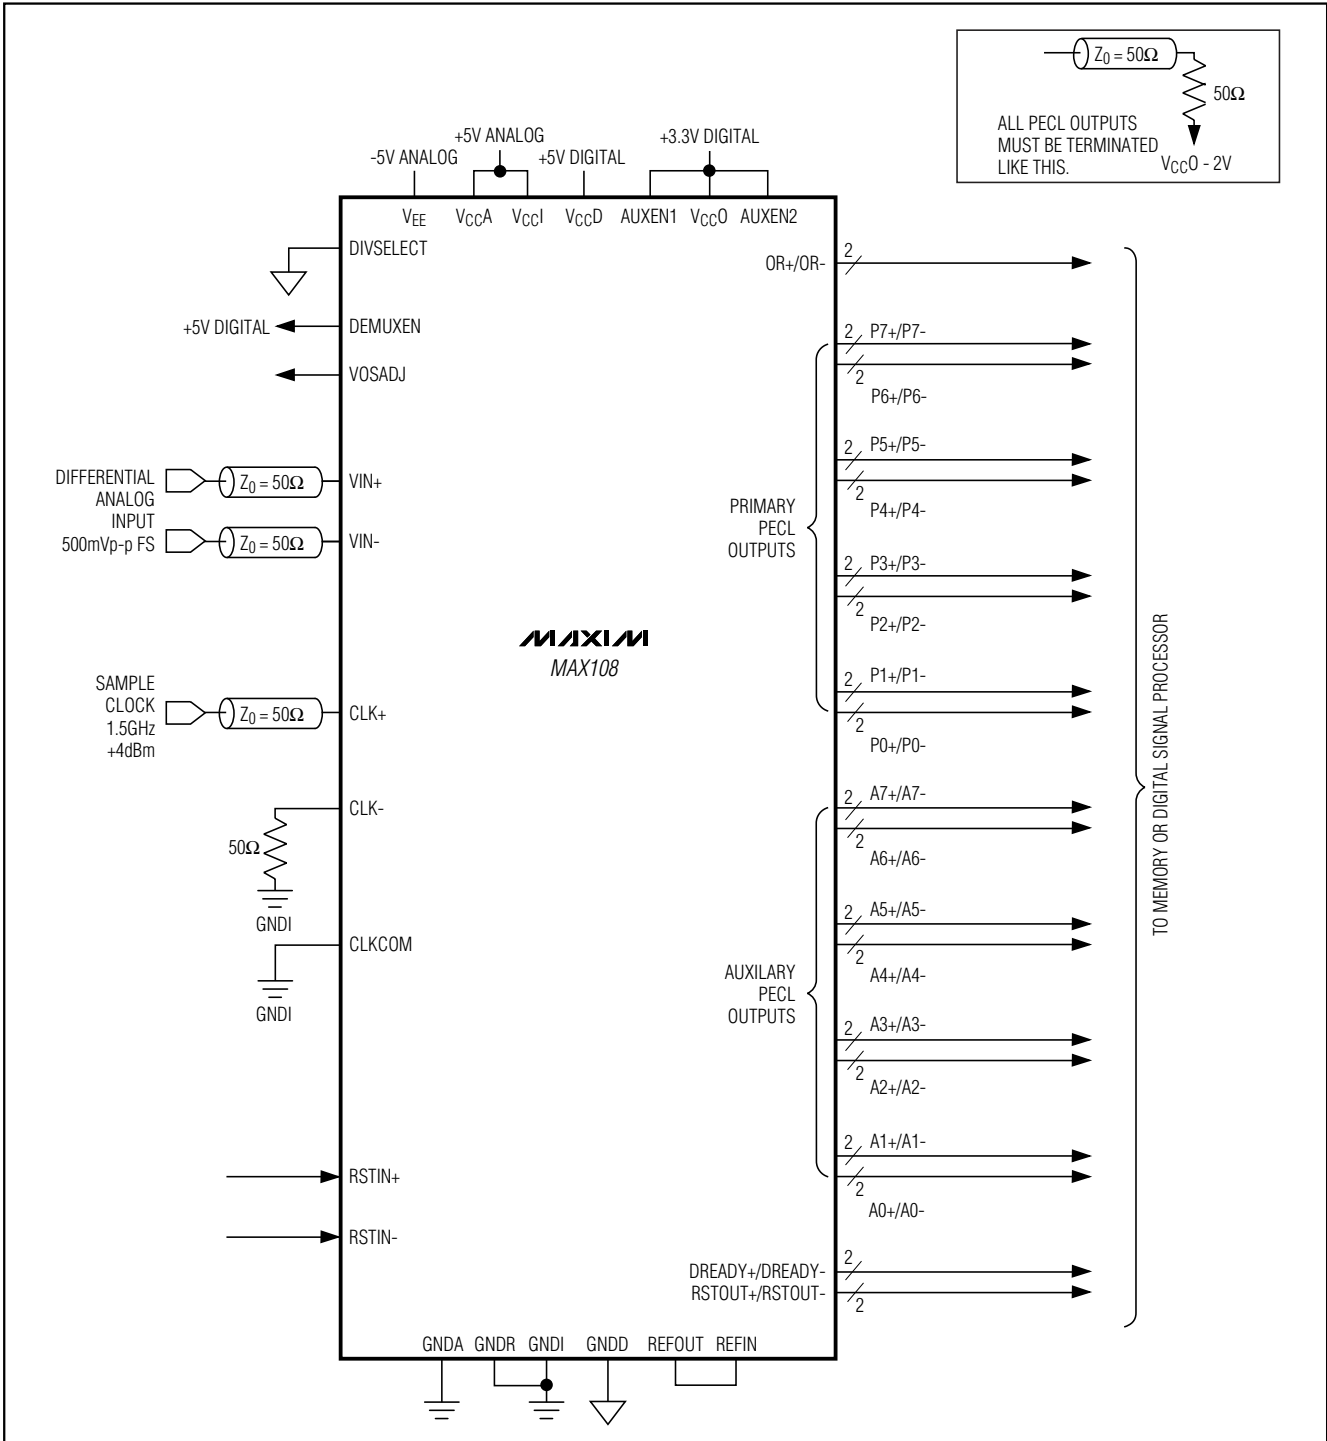 Z0 = 50Ω
50Ω
ALL PECL OUTPUTS
MUST BE TERMINATED
LIKE THIS.
VCCO - 2V
-5V ANALOG
+5V ANALOG
+5V DIGITAL
+3.3V DIGITAL
VEE
VCCA
VCCI
VCCD
AUXEN1
VCCO
AUXEN2
DIVSELECT
+5V DIGITAL
DEMUXEN
VOSADJ
DIFFERENTIAL
ANALOG
INPUT
500mVp-p FS
Z0 = 50Ω
VIN+
Z0 = 50Ω
VIN-
MAXIM
MAX108
SAMPLE
CLOCK
1.5GHz
+4dBm
Z0 = 50Ω
CLK+
CLK-
50Ω
GNDI
CLKCOM
GNDI
RSTIN+
RSTIN-
GNDA
GNDR
GNDI
GNDD
REFOUT
REFIN
OR+/OR-
2
PRIMARY
PECL
OUTPUTS
2
P7+/P7-
2
P6+/P6-
2
P5+/P5-
2
P4+/P4-
2
P3+/P3-
2
P2+/P2-
2
P1+/P1-
2
P0+/P0-
AUXILARY
PECL
OUTPUTS
2
A7+/A7-
2
A6+/A6-
2
A5+/A5-
2
A4+/A4-
2
A3+/A3-
2
A2+/A2-
2
A1+/A1-
2
A0+/A0-
DREADY+/DREADY-
2
RSTOUT+/RSTOUT-
2
TO MEMORY OR DIGITAL SIGNAL PROCESSOR